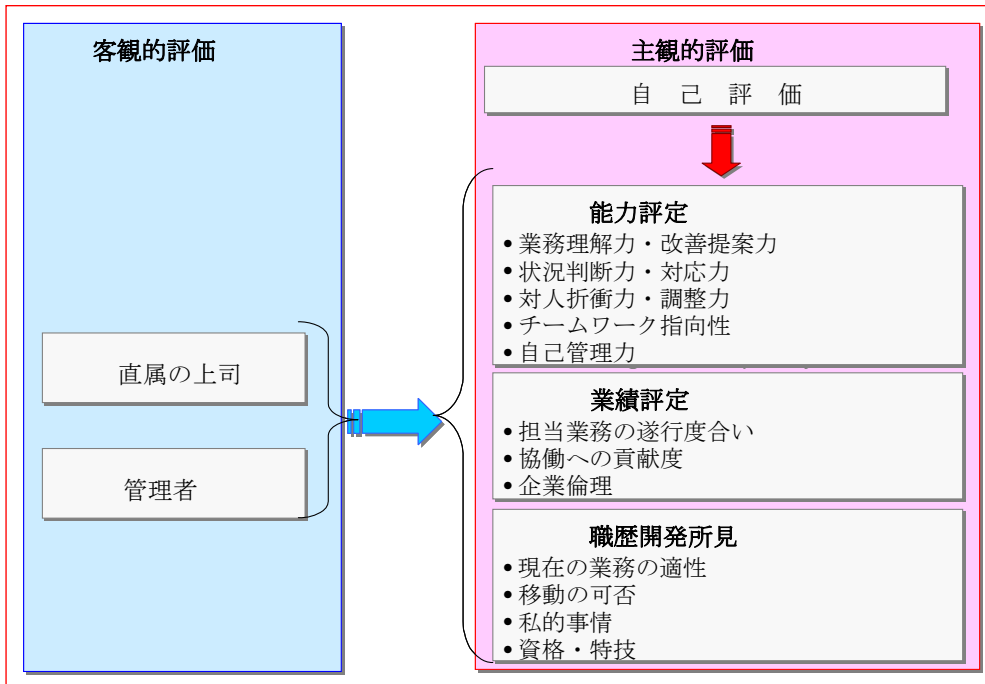 客観的評価
直属の上司
管理者
主観的評価
自 己 評 価
能力評定
•業務理解力・改善提案力
•状況判断力・対応力
•対人折衝力・調整力
•チームワーク指向性
•自己管理力
業績評定
•担当業務の遂行度合い
•協働への貢献度
•企業倫理
職歴開発所見
•現在の業務の適性
•移動の可否
•私的事情
•資格・特技